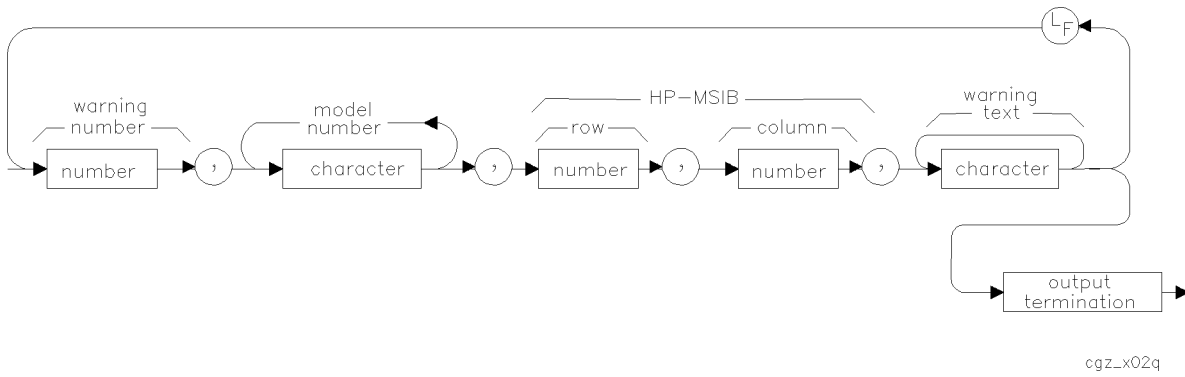 LF
HP-MSIB
warning
number
model
number
row
column
warning
text
number
,
character
,
number
,
number
,
character
output
termination
cgz_x02q